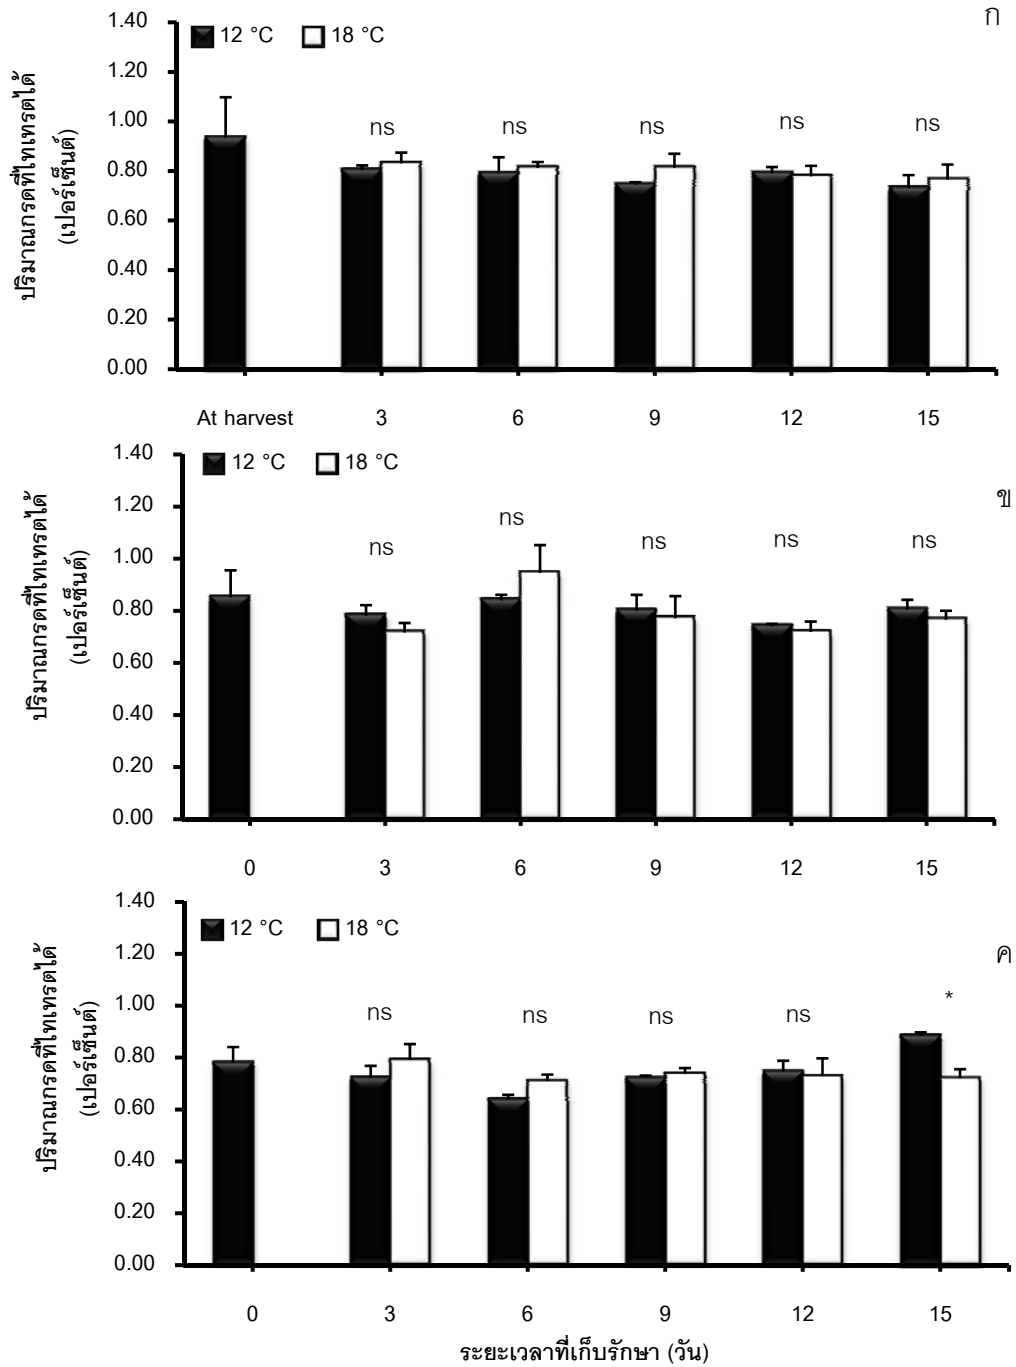 ก
1.40
12 °C 18 °C
1.20
1.00
0.80
0.60
0.40
0.20
0.00
ปริมาณกรดที่ไทเทรตได้
(เปอร์เซ็นต์)
ns ns ns ns ns
At harvest 3 6 9 12 15
ข
1.40
12 °C 18 °C
1.20
1.00
0.80
0.60
0.40
0.20
0.00
ปริมาณกรดที่ไทเทรตได้
(เปอร์เซ็นต์)
ns ns ns ns ns
0 3 6 9 12 15
ค
1.40
12 °C 18 °C
1.20
1.00
0.80
0.60
0.40
0.20
0.00
ปริมาณกรดที่ไทเทรตได้
(เปอร์เซ็นต์)
ns ns ns ns *
0 3 6 9 12 15
ระยะเวลาที่เก็บรักษา (วัน)